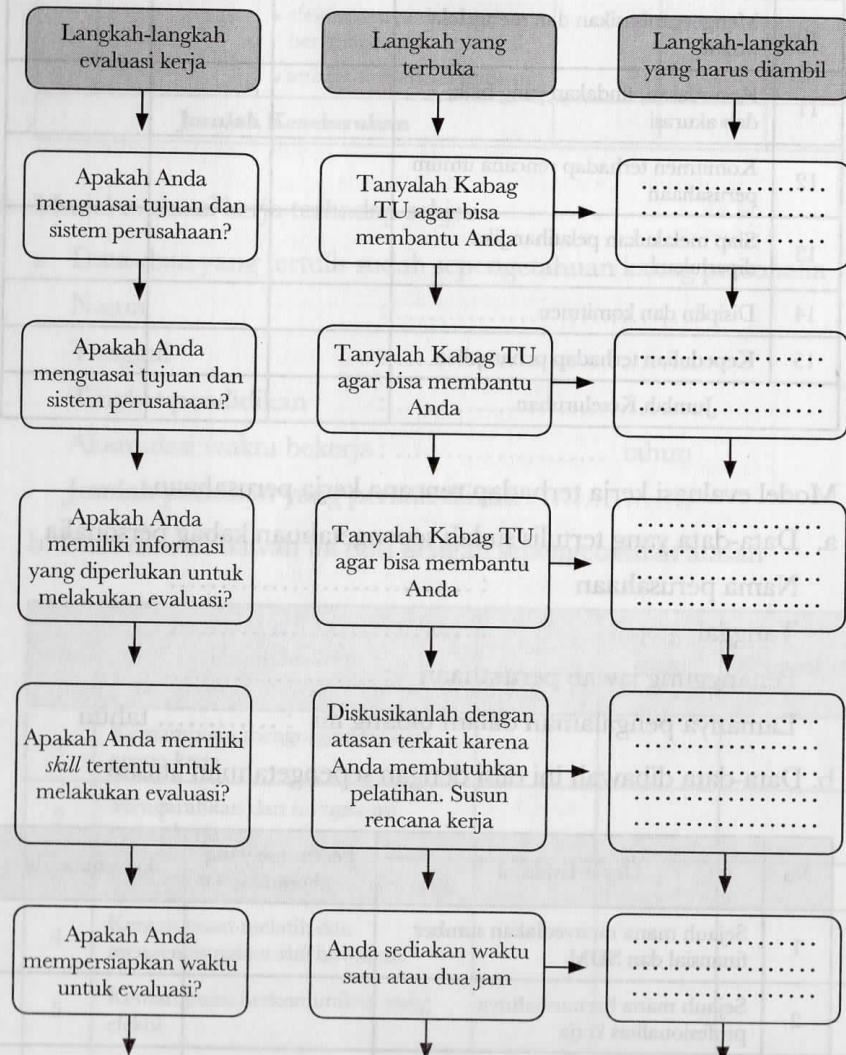 Langkah-langkah
evaluasi kerja
Langkah yang
terbuka
Langkah-langkah
yang harus diambil
Apakah Anda
menguasai tujuan dan
sistem perusahaan?
Tanyalah Kabag
TU agar bisa
membantu Anda
....................
....................
....................
Apakah Anda
menguasai tujuan dan
sistem perusahaan?
Tanyalah Kabag TU
agar bisa membantu
Anda
....................
....................
....................
Apakah Anda
memiliki informasi
yang diperlukan untuk
melakukan evaluasi?
Tanyalah Kabag TU
agar bisa membantu
Anda
....................
....................
....................
....................
Apakah Anda memiliki
skill tertentu untuk
melakukan evaluasi?
Diskusikanlah dengan
atasan terkait karena
Anda membutuhkan
pelatihan. Susun
rencana kerja
....................
....................
....................
....................
....................
Apakah Anda
mempersiapkan waktu
untuk evaluasi?
Anda sediakan waktu
satu atau dua jam
....................
....................
....................